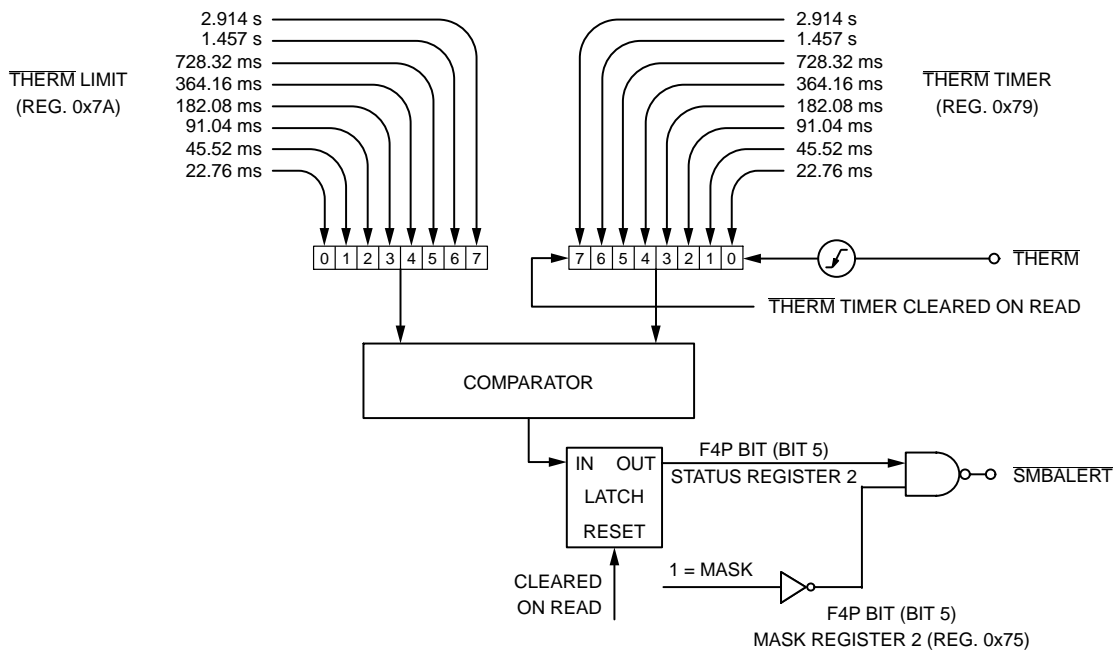 2.914 s
1.457 s
728.32 ms
364.16 ms
182.08 ms
91.04 ms
45.52 ms
22.76 ms
THERM LIMIT
(REG. 0x7A)
0 1 2 3 4 5 6 7
2.914 s
1.457 s
728.32 ms
364.16 ms
182.08 ms
91.04 ms
45.52 ms
22.76 ms
THERM TIMER
(REG. 0x79)
7 6 5 4 3 2 1 0
THERM
THERM TIMER CLEARED ON READ
COMPARATOR
IN OUT
LATCH
RESET
F4P BIT (BIT 5)
STATUS REGISTER 2
SMBALERT
CLEARED
ON READ
1 = MASK
F4P BIT (BIT 5)
MASK REGISTER 2 (REG. 0x75)